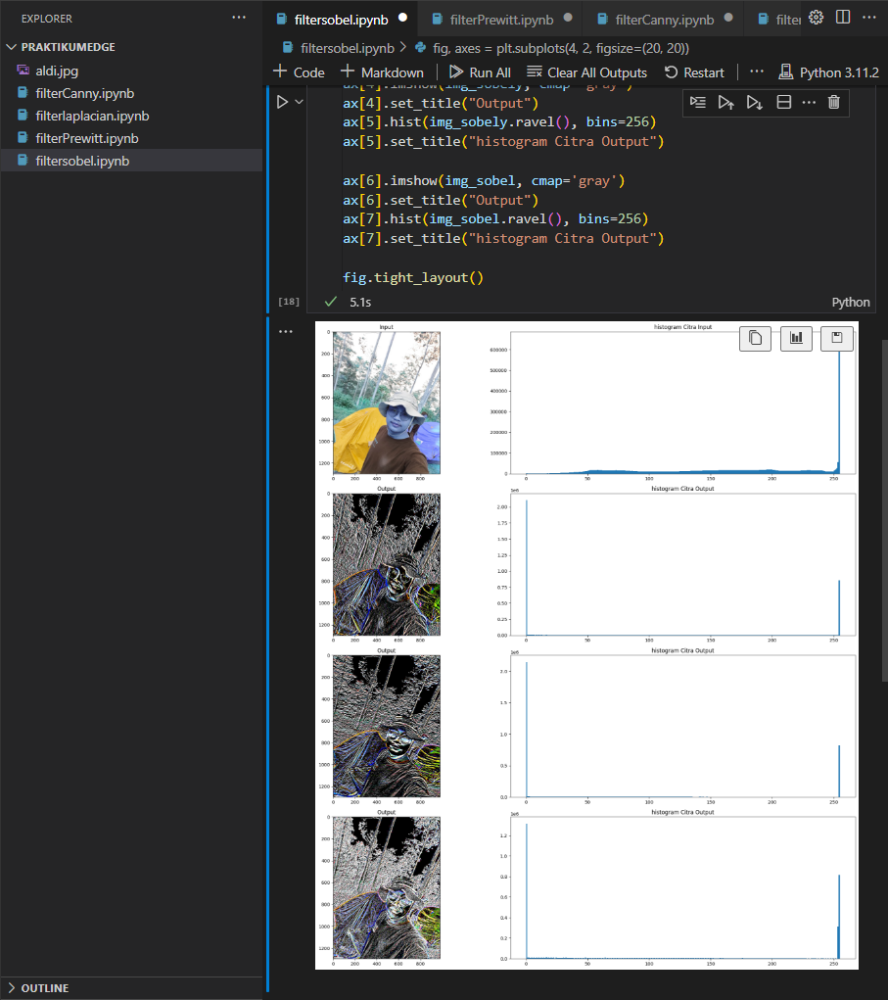 EXPLORER
PRAKTIKUMEDGE
aldi.jpg
filterCanny.ipynb
filterlaplacian.ipynb
filterPrewitt.ipynb
filtersobel.ipynb
OUTLINE
filtersobel.ipynb filterPrewitt.ipynb filterCanny.ipynb filter
filtersobel.ipynb > fig, axes = plt.subplots(4, 2, figsize=(20, 20))
+ Code + Markdown Run All Clear All Outputs Restart ... Python 3.11.2
ax[4].imshow(img_sobely, cmap='gray')
ax[4].set_title("Output")
ax[5].hist(img_sobely.ravel(), bins=256)
ax[5].set_title("histogram Citra Output")
ax[6].imshow(img_sobel, cmap='gray')
ax[6].set_title("Output")
ax[7].hist(img_sobel.ravel(), bins=256)
ax[7].set_title("histogram Citra Output")
fig.tight_layout()
[18] 5.1s Python
Input
0
200
400
600
800
1000
1200
0 200 400 600 800
histogram Citra Input
600000
500000
400000
300000
200000
100000
0
0 50 100 150 200 250
Output
0
200
400
600
800
1000
1200
0 200 400 600 800
histogram Citra Output
1e6
2.00
1.75
1.50
1.25
1.00
0.75
0.50
0.25
0.00
0 50 100 150 200 250
Output
0
200
400
600
800
1000
1200
0 200 400 600 800
histogram Citra Output
1e6
2.0
1.5
1.0
0.5
0.0
0 50 100 150 200 250
Output
0
200
400
600
800
1000
1200
0 200 400 600 800
histogram Citra Output
1e6
1.2
1.0
0.8
0.6
0.4
0.2
0.0
0 50 100 150 200 250